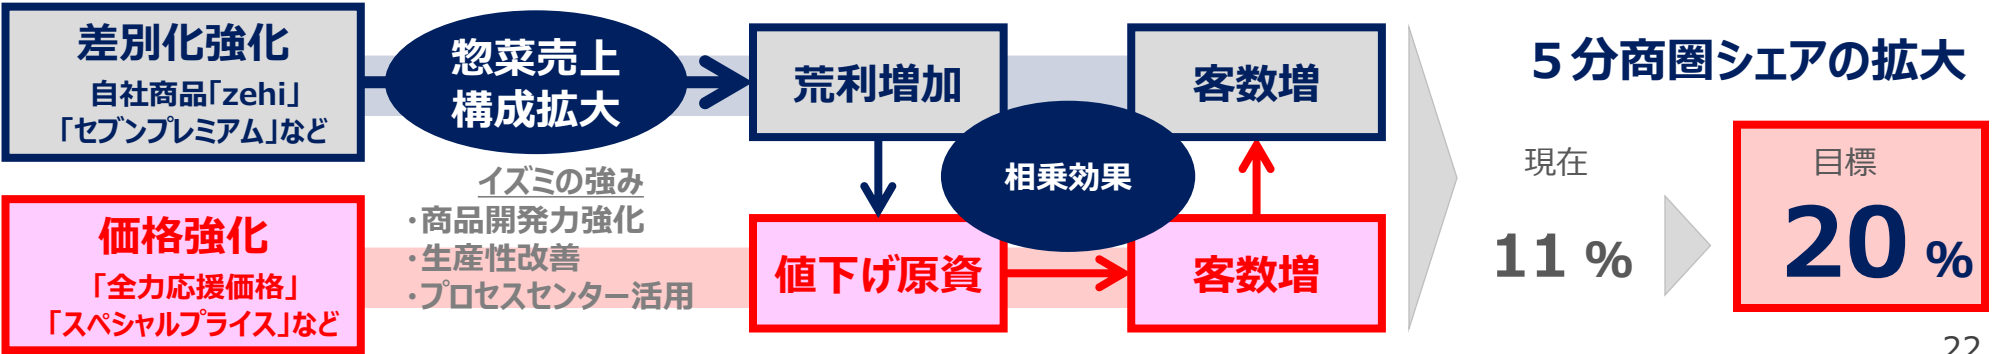 差別化強化
自社商品「zehi」
「セブンプレミアム」など
惣菜売上
構成拡大
荒利増加
客数増
相乗効果
イズミの強み
・商品開発力強化
・生産性改善
・プロセスセンター活用
価格強化
「全力応援価格」
「スペシャルプライス」など
値下げ原資
客数増
５分商圏シェアの拡大
現在
11 %
目標
20 %
22